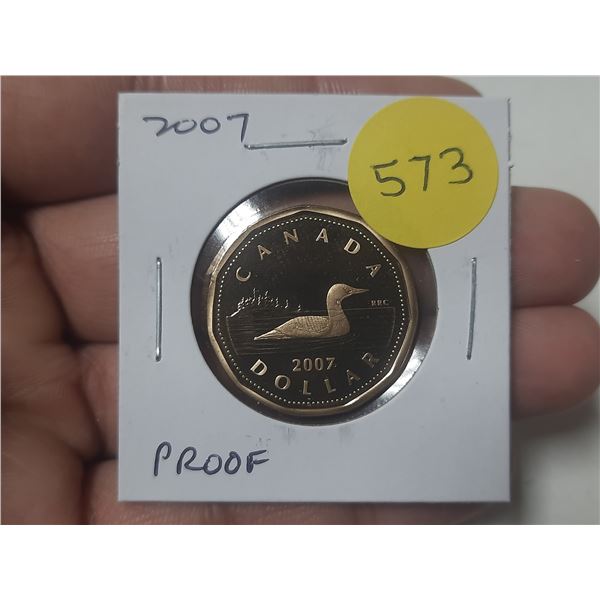 2007
573
CANADA
RRC
2007
DOLLAR
PROOF